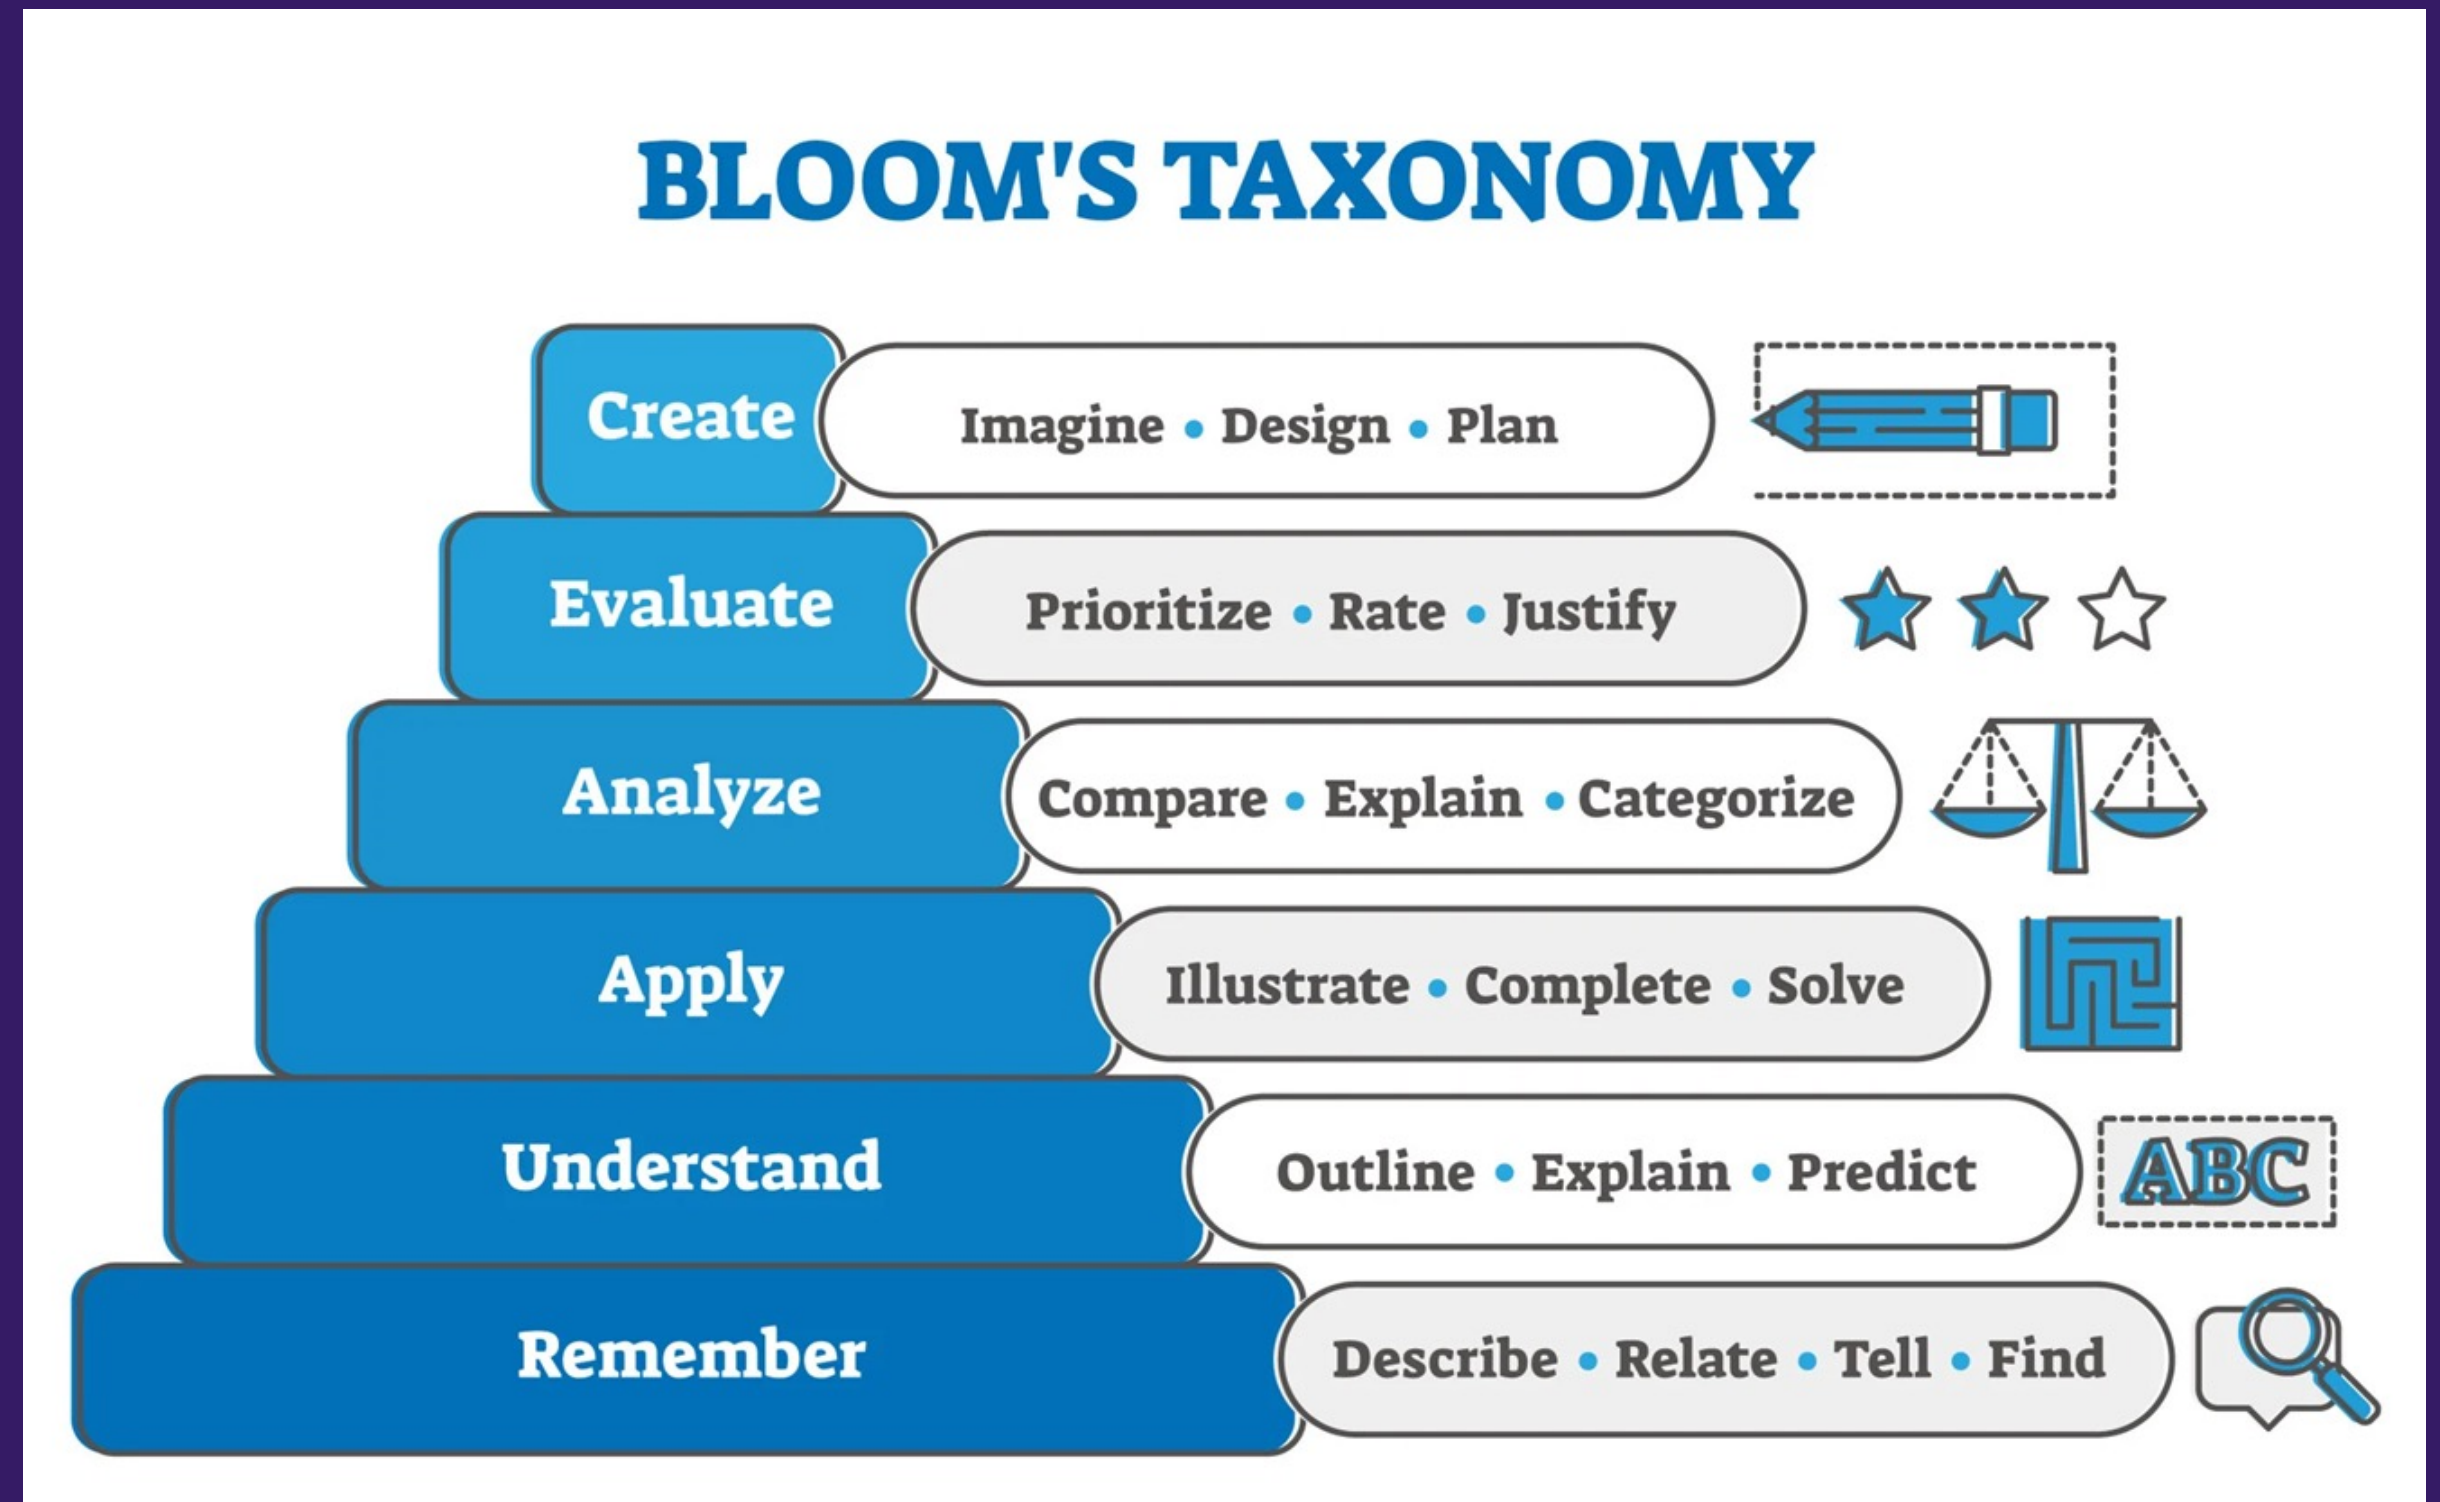 BLOOM'S TAXONOMY
Create
Imagine • Design • Plan
Evaluate
Prioritize • Rate • Justify
Analyze
Compare • Explain • Categorize
Apply
Illustrate • Complete • Solve
Understand
Outline • Explain • Predict
ABC
Remember
Describe • Relate • Tell • Find